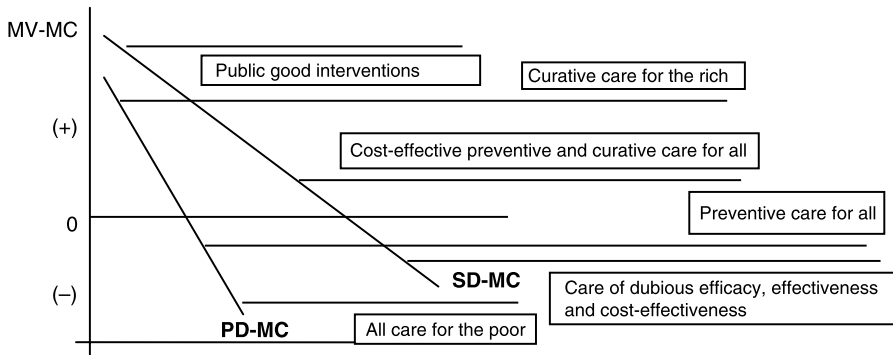 MV-MC
Public good interventions
Curative care for the rich
(+)
Cost-effective preventive and curative care for all
Preventive care for all
0
SD-MC
(–)
Care of dubious efficacy, effectiveness
and cost-effectiveness
PD-MC
All care for the poor